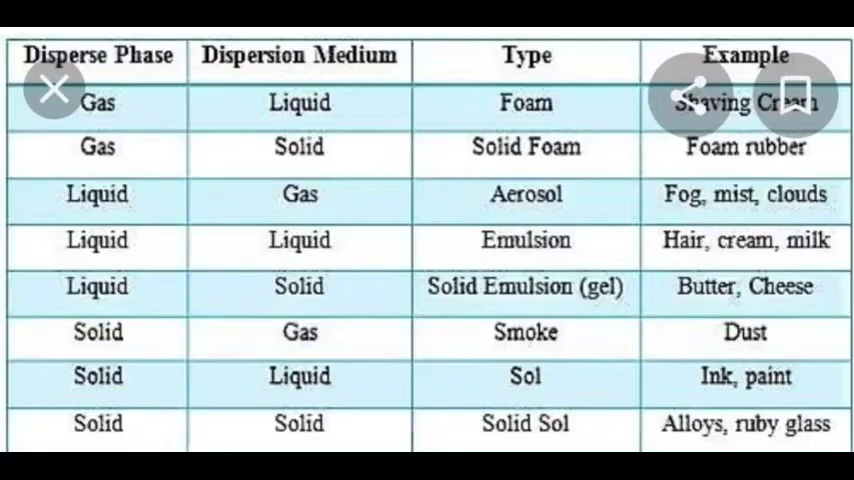 Disperse Phase Dispersion Medium Type Example
Gas Liquid Foam Shaving Cream
Gas Solid Solid Foam Foam rubber
Liquid Gas Aerosol Fog, mist, clouds
Liquid Liquid Emulsion Hair, cream, milk
Liquid Solid Solid Emulsion (gel) Butter, Cheese
Solid Gas Smoke Dust
Solid Liquid Sol Ink, paint
Solid Solid Solid Sol Alloys, ruby glass